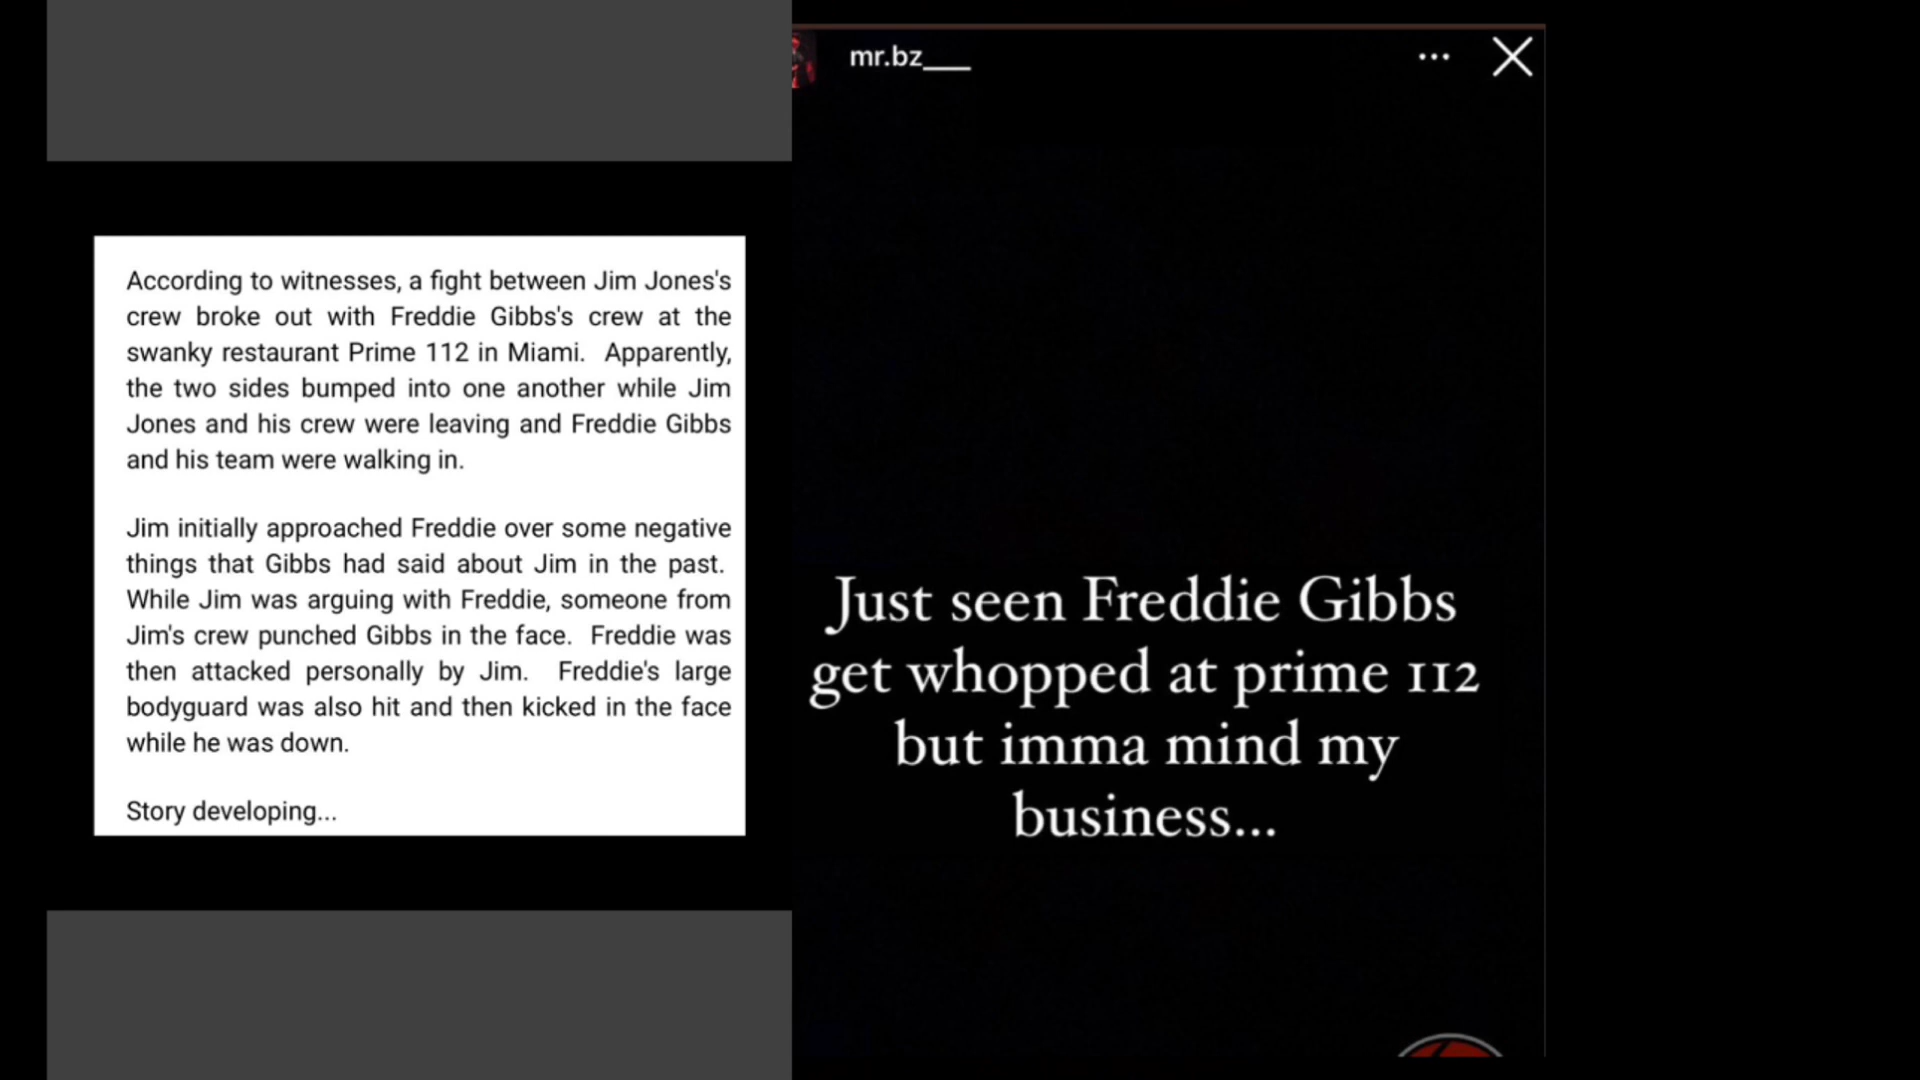 According to witnesses, a fight between Jim Jones's
crew broke out with Freddie Gibbs's crew at the
swanky restaurant Prime 112 in Miami. Apparently,
the two sides bumped into one another while Jim
Jones and his crew were leaving and Freddie Gibbs
and his team were walking in.
Jim initially approached Freddie over some negative
things that Gibbs had said about Jim in the past.
While Jim was arguing with Freddie, someone from
Jim's crew punched Gibbs in the face. Freddie was
then attacked personally by Jim. Freddie's large
bodyguard was also hit and then kicked in the face
while he was down.
Story developing...
mr.bz___
Just seen Freddie Gibbs
get whopped at prime 112
but imma mind my
business...